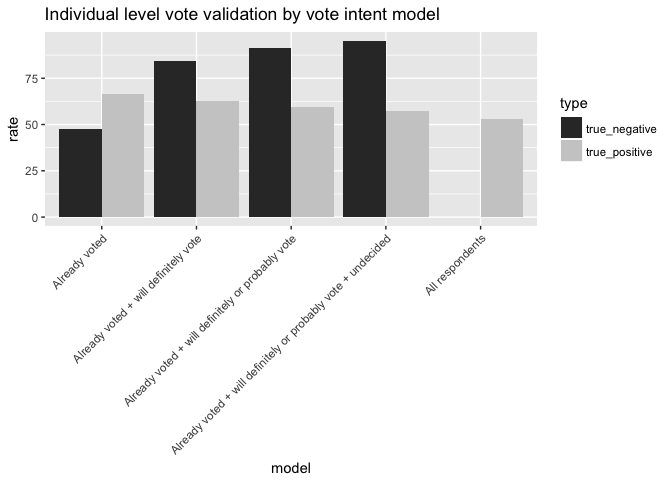 Individual level vote validation by vote intent model
rate
75
50
25
0
Already voted
Already voted + will definitely vote
Already voted + will definitely or probably vote
Already voted + will definitely or probably vote + undecided
All respondents
model
type
true_negative
true_positive